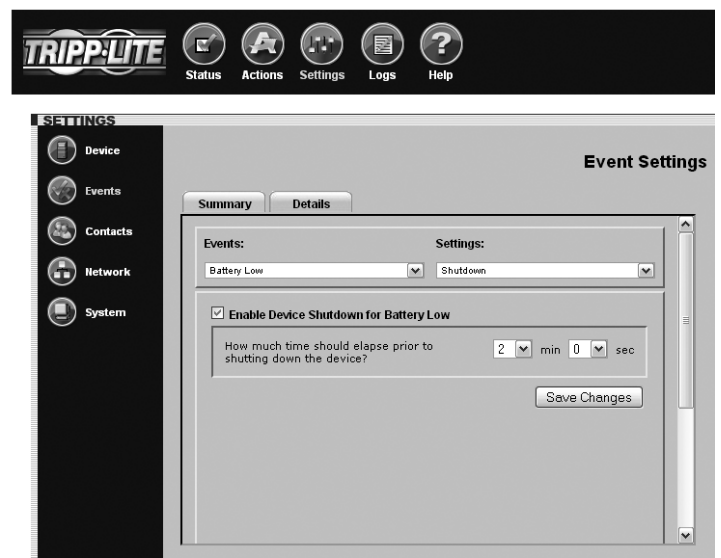 TRIPP·LITE
Status Actions Settings Logs Help
SETTINGS
Device
Events
Contacts
Network
System
Event Settings
Summary Details
Events: Settings:
Battery Low Shutdown
Enable Device Shutdown for Battery Low
How much time should elapse prior to
shutting down the device?
2 min 0 sec
Save Changes